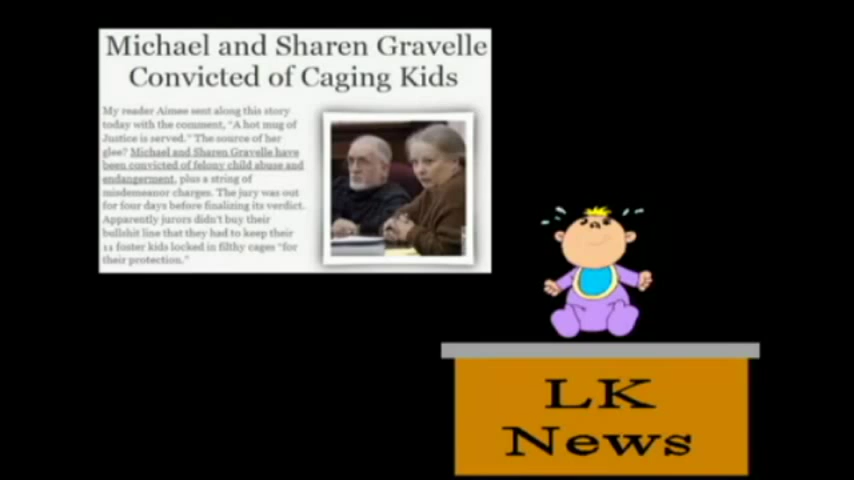 Michael and Sharen Gravelle
Convicted of Caging Kids
My reader Aimee sent along this story
today with the comment, "A hot mug of
Justice is served." The source of her
glee? Michael and Sharen Gravelle have
been convicted of felony child abuse and
endangerment, plus a string of
misdemeanor charges. The jury was out
for four days before finalizing its verdict.
Apparently jurors didn't buy their
bullshit line that they had to keep their
11 foster kids locked in filthy cages "for
their protection."
LK
News